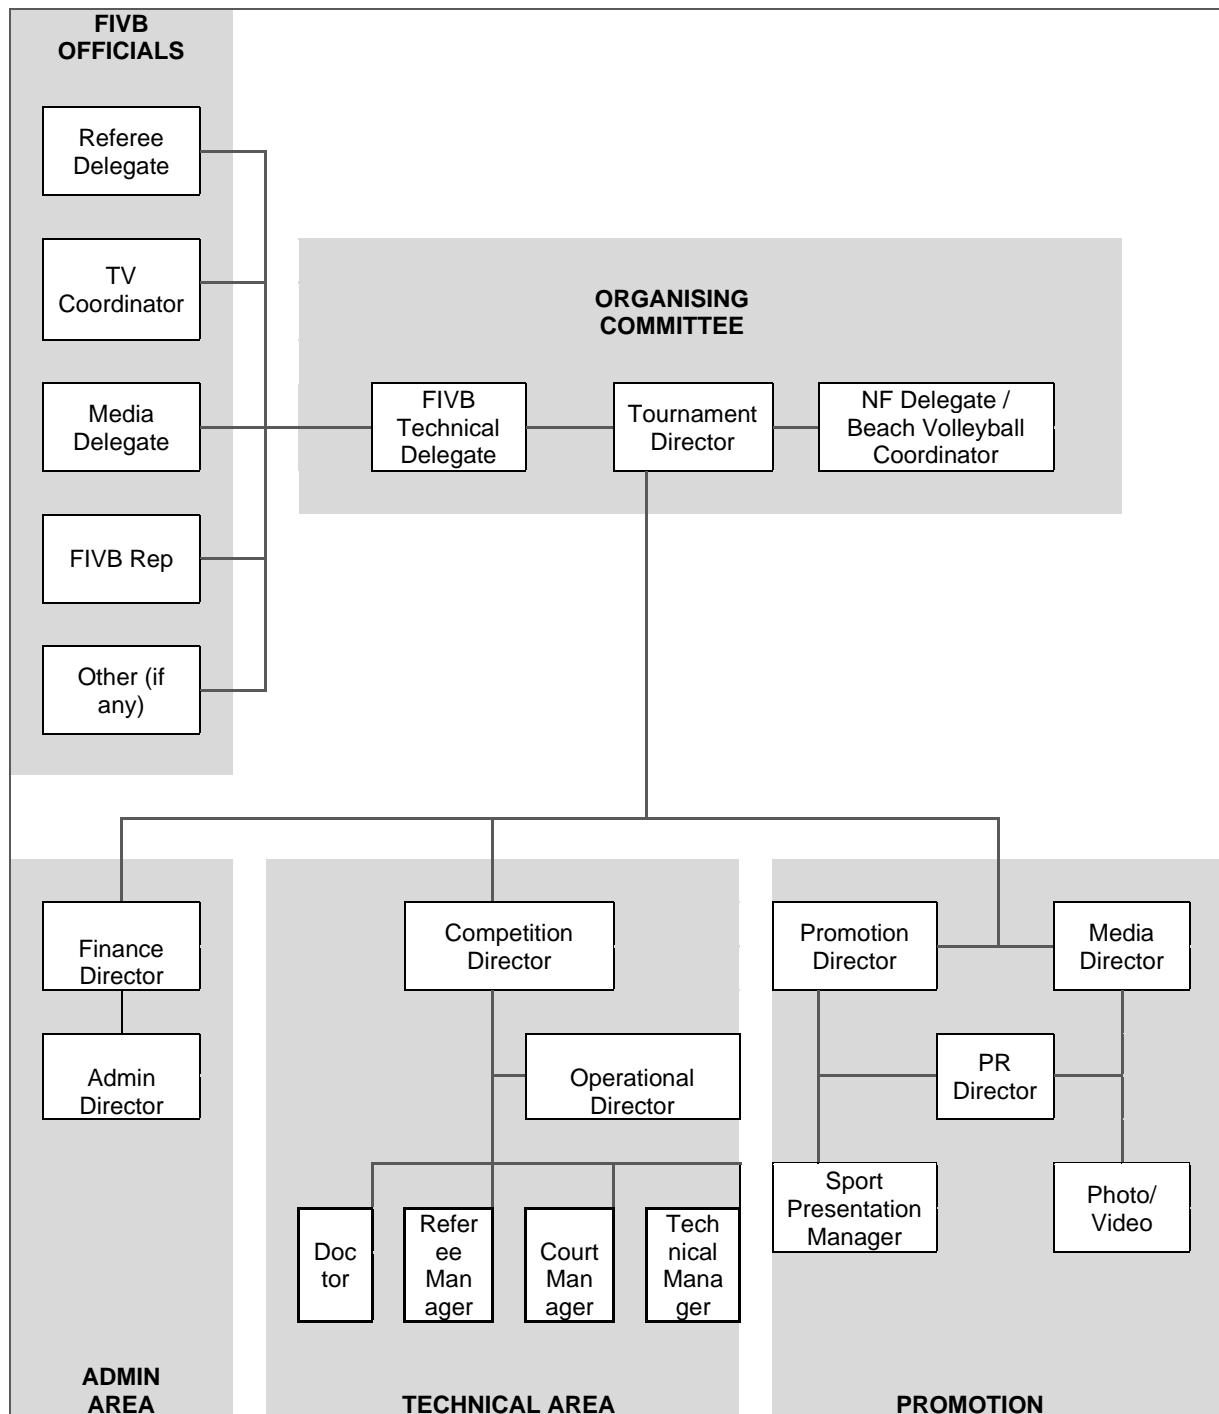 FIVB
OFFICIALS
Referee
Delegate
TV
Coordinator
ORGANISING
COMMITTEE
Media
Delegate
FIVB
Technical
Delegate
Tournament
Director
NF Delegate /
Beach Volleyball
Coordinator
FIVB Rep
Other (if
any)
Finance
Director
Competition
Director
Promotion
Director
Media
Director
Admin
Director
Operational
Director
PR
Director
Doc
tor
Refer
ee
Man
ager
Court
Man
ager
Tech
nical
Mana
ger
Sport
Presentation
Manager
Photo/
Video
ADMIN
AREA
TECHNICAL AREA
PROMOTION